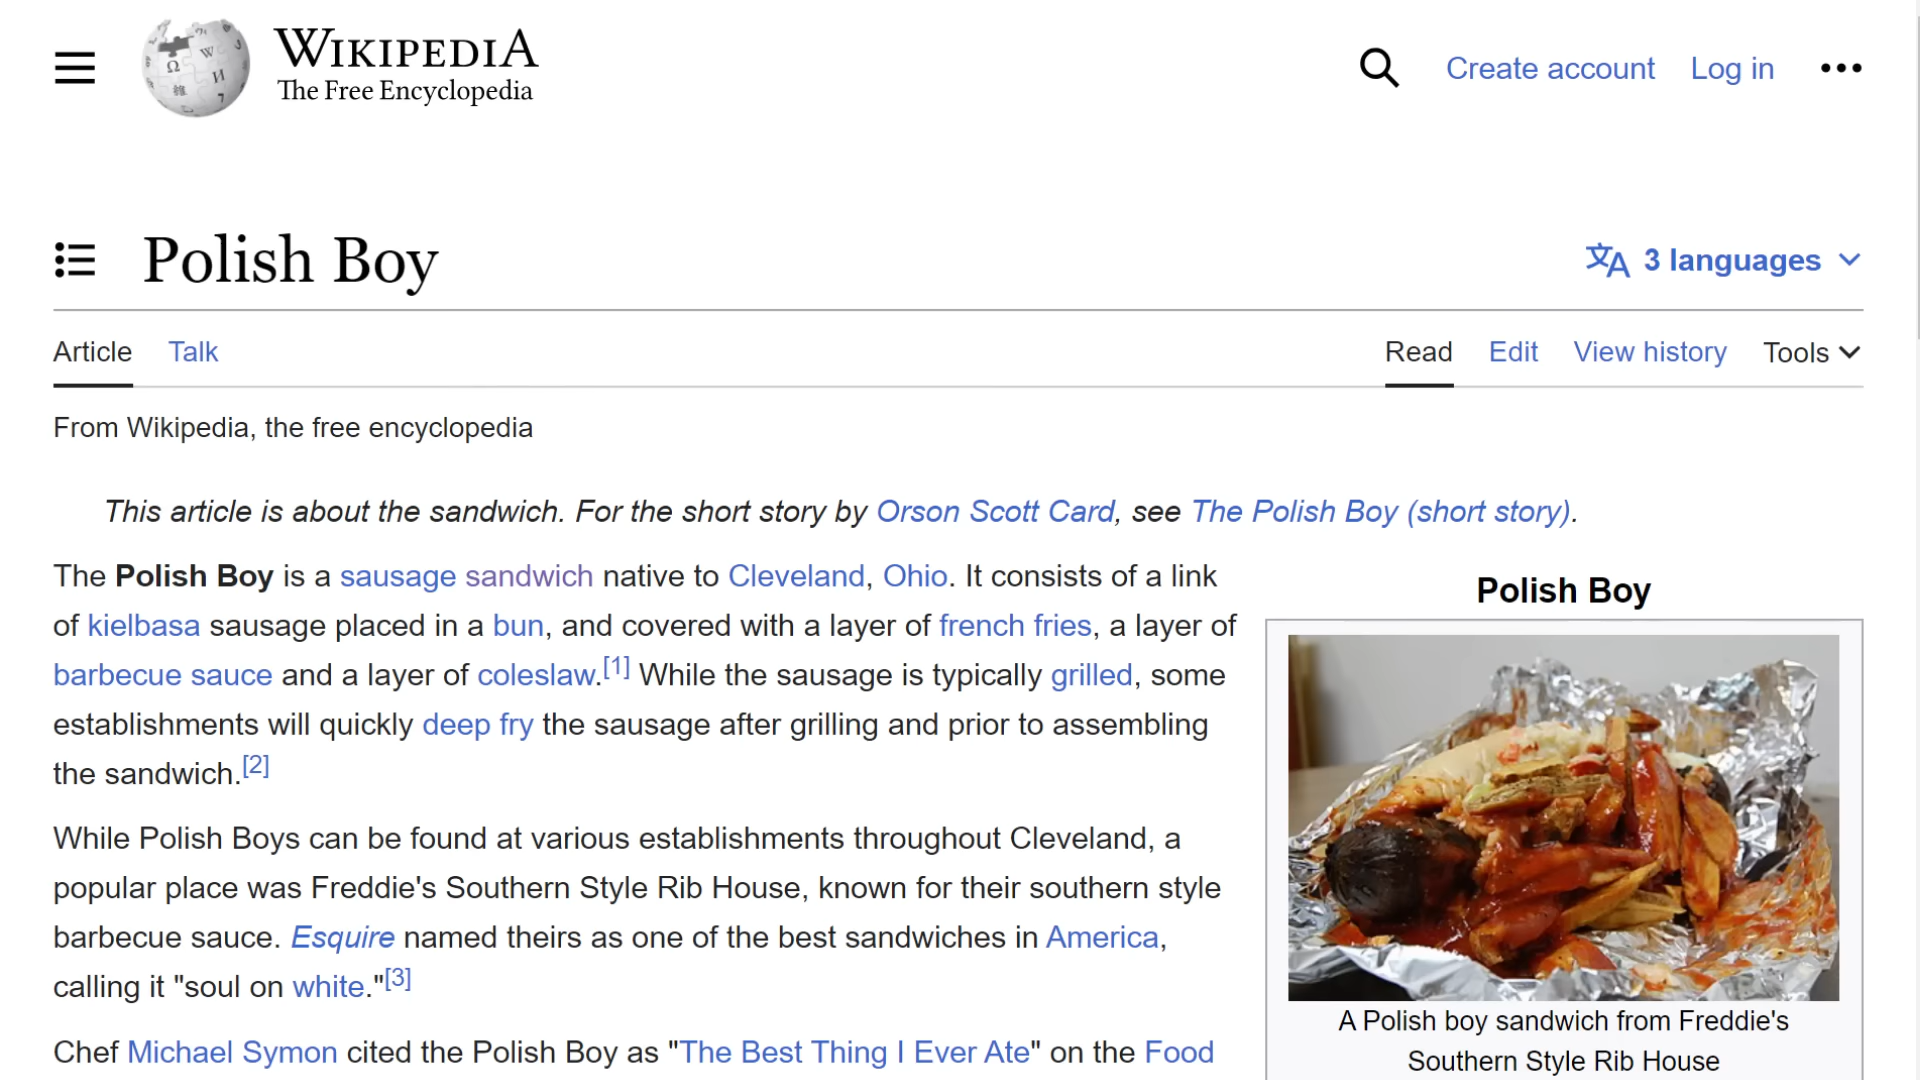 WIKIPEDIA
The Free Encyclopedia
Create account Log in
Polish Boy
3 languages
Article Talk
Read Edit View history Tools
From Wikipedia, the free encyclopedia
This article is about the sandwich. For the short story by Orson Scott Card, see The Polish Boy (short story).
The Polish Boy is a sausage sandwich native to Cleveland, Ohio. It consists of a link
of kielbasa sausage placed in a bun, and covered with a layer of french fries, a layer of
barbecue sauce and a layer of coleslaw.[1] While the sausage is typically grilled, some
establishments will quickly deep fry the sausage after grilling and prior to assembling
the sandwich.[2]
While Polish Boys can be found at various establishments throughout Cleveland, a
popular place was Freddie's Southern Style Rib House, known for their southern style
barbecue sauce. Esquire named theirs as one of the best sandwiches in America,
calling it "soul on white."[3]
Chef Michael Symon cited the Polish Boy as "The Best Thing I Ever Ate" on the Food
Polish Boy
A Polish boy sandwich from Freddie's
Southern Style Rib House